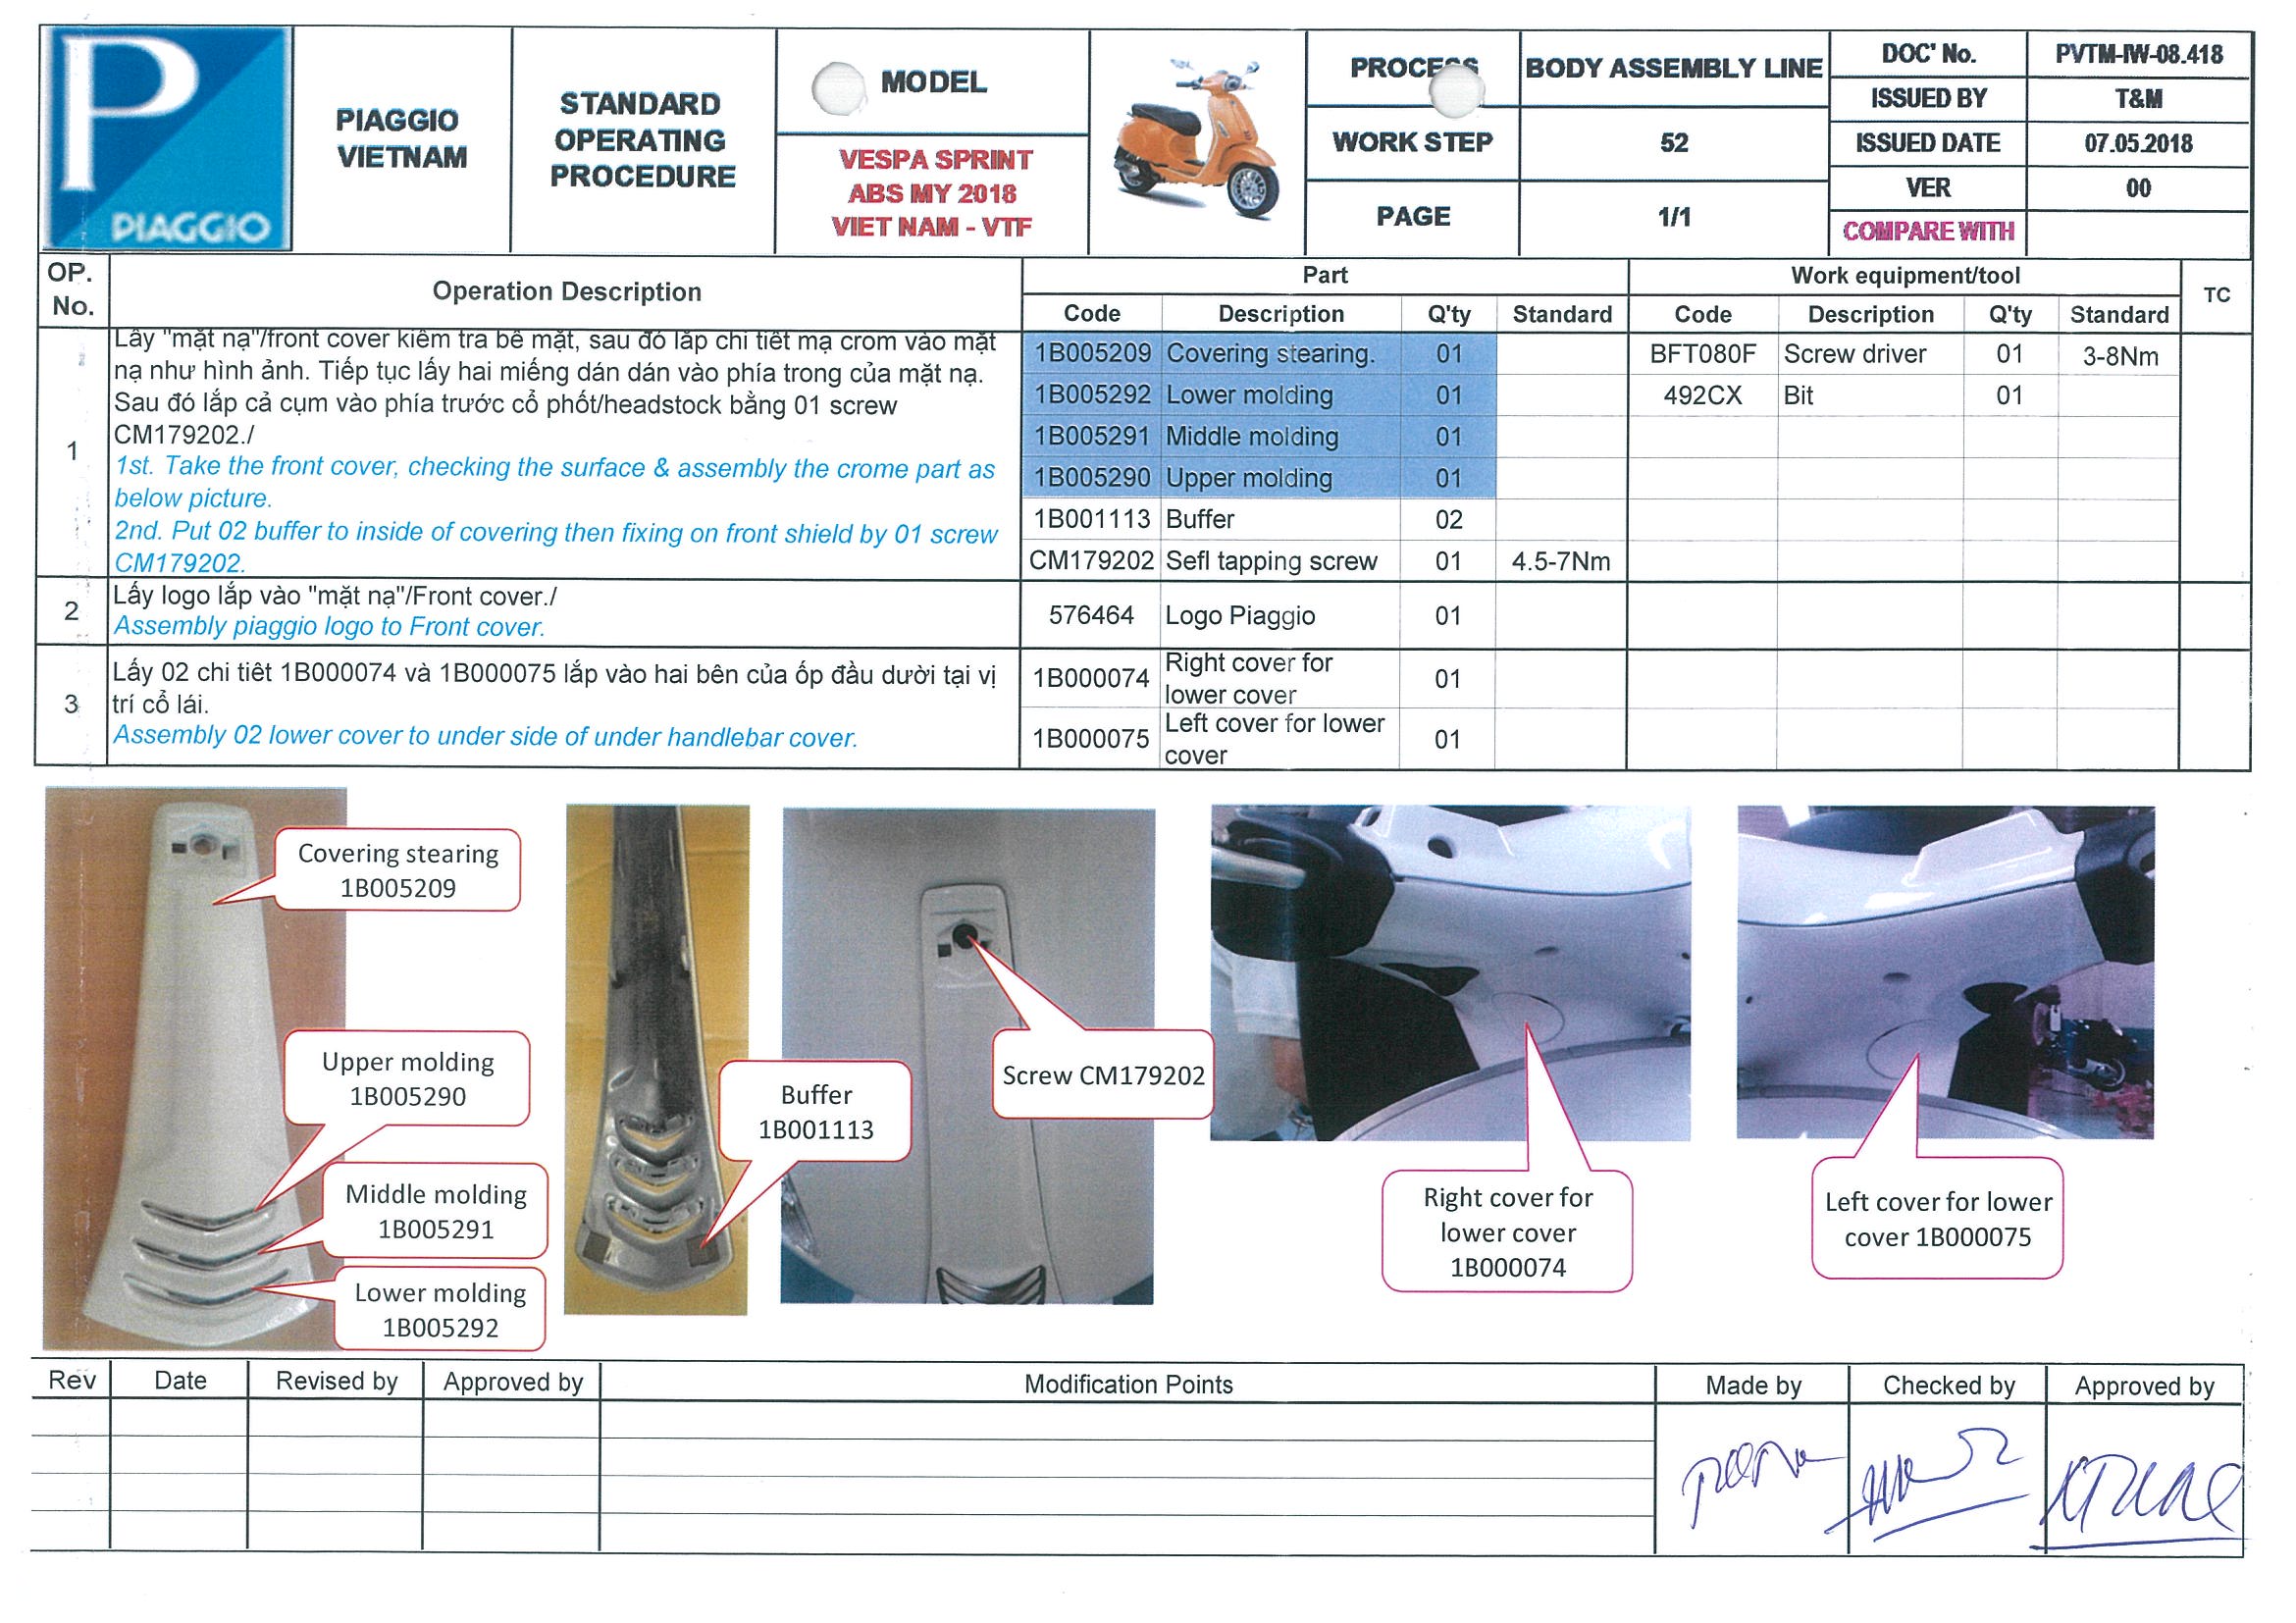 PIAGGIO
PIAGGIO
VIETNAM
STANDARD
OPERATING
PROCEDURE
MODEL
VESPA SPRINT
ABS MY 2018
VIET NAM - VTF
PROCESS
BODY ASSEMBLY LINE
WORK STEP
52
PAGE
1/1
DOC' No.
PVTM-IW-08.418
ISSUED BY
T&M
ISSUED DATE
07.05.2018
VER
00
COMPARE WITH
OP.
No.
Operation Description
Part
Work equipment/tool
TC
Code Description Q'ty Standard Code Description Q'ty Standard
1
Lấy "mặt nạ"/front cover kiểm tra bề mặt, sau đó lắp chi tiết mạ crom vào mặt
nạ như hình ảnh. Tiếp tục lấy hai miếng dán dán vào phía trong của mặt nạ.
Sau đó lắp cả cụm vào phía trước cổ phốt/headstock bằng 01 screw
CM179202./
1st. Take the front cover, checking the surface & assembly the crome part as
below picture.
2nd. Put 02 buffer to inside of covering then fixing on front shield by 01 screw
CM179202.
1B005209 Covering stearing. 01
1B005292 Lower molding 01
1B005291 Middle molding 01
1B005290 Upper molding 01
1B001113 Buffer 02
CM179202 Sefl tapping screw 01 4.5-7Nm
BFT080F Screw driver 01 3-8Nm
492CX Bit 01
2
Lấy logo lắp vào "mặt nạ"/Front cover./
Assembly piaggio logo to Front cover.
576464 Logo Piaggio 01
3
Lấy 02 chi tiêt 1B000074 và 1B000075 lắp vào hai bên của ốp đầu dười tại vị
trí cổ lái.
Assembly 02 lower cover to under side of under handlebar cover.
1B000074 Right cover for
lower cover 01
1B000075 Left cover for lower
cover 01
Covering stearing
1B005209
Upper molding
1B005290
Middle molding
1B005291
Lower molding
1B005292
Buffer
1B001113
Screw CM179202
Right cover for
lower cover
1B000074
Left cover for lower
cover 1B000075
Rev Date Revised by Approved by Modification Points Made by Checked by Approved by